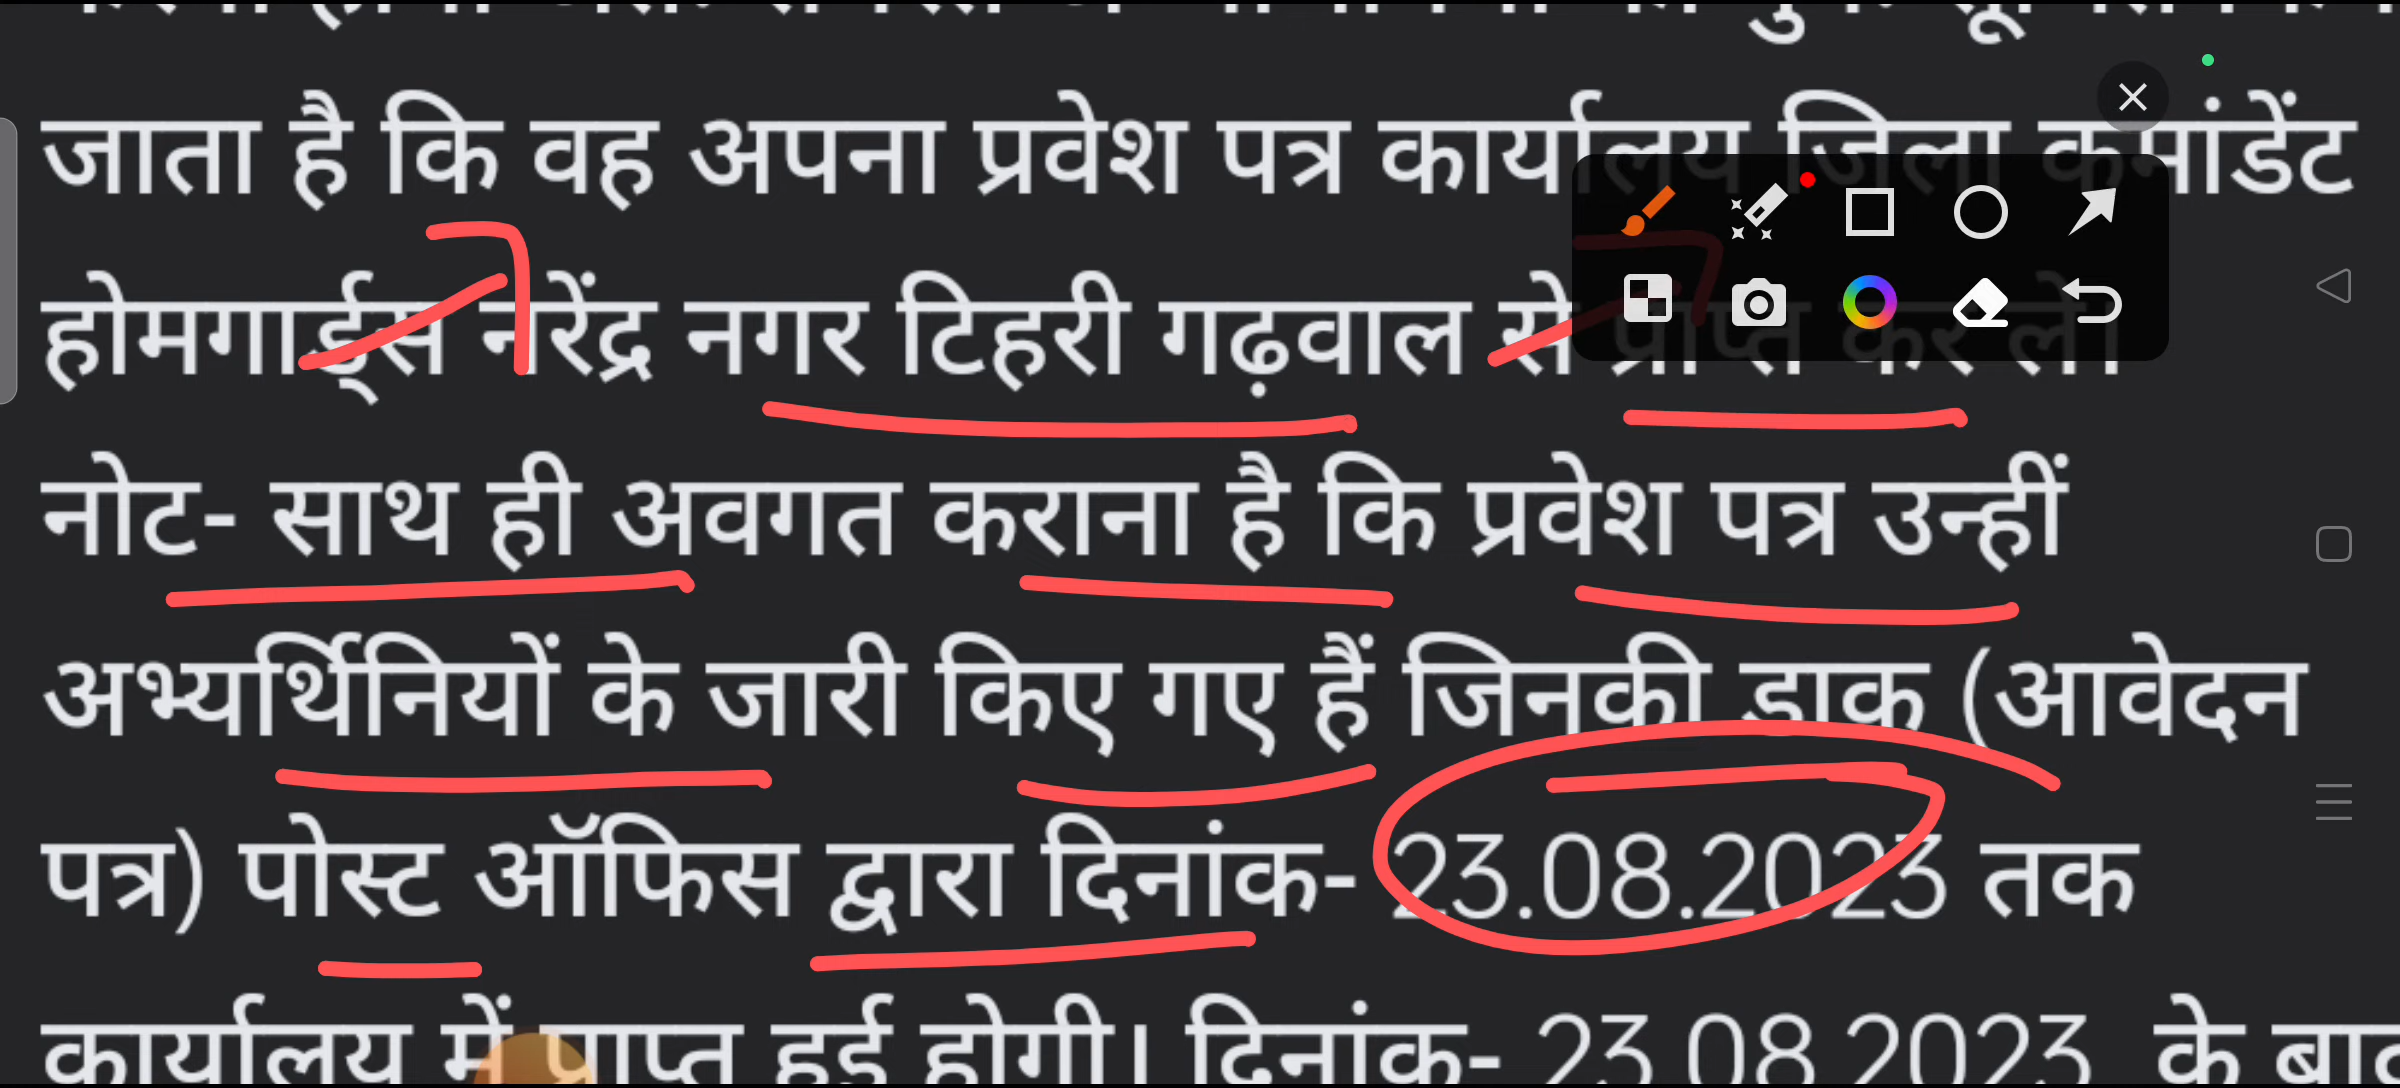 जाता है कि वह अपना प्रवेश पत्र कार्यालय जिला कमांडेंट
होमगार्ड्स नरेंद्र नगर टिहरी गढ़वाल से प्राप्त कर ले।
नोट- साथ ही अवगत कराना है कि प्रवेश पत्र उन्हीं
अभ्यर्थिनियों के जारी किए गए हैं जिनकी डाक (आवेदन
पत्र) पोस्ट ऑफिस द्वारा दिनांक- 23.08.2023 तक
कार्यालय में प्राप्त हुई होगी। दिनांक- 23.08.2023 के बाद